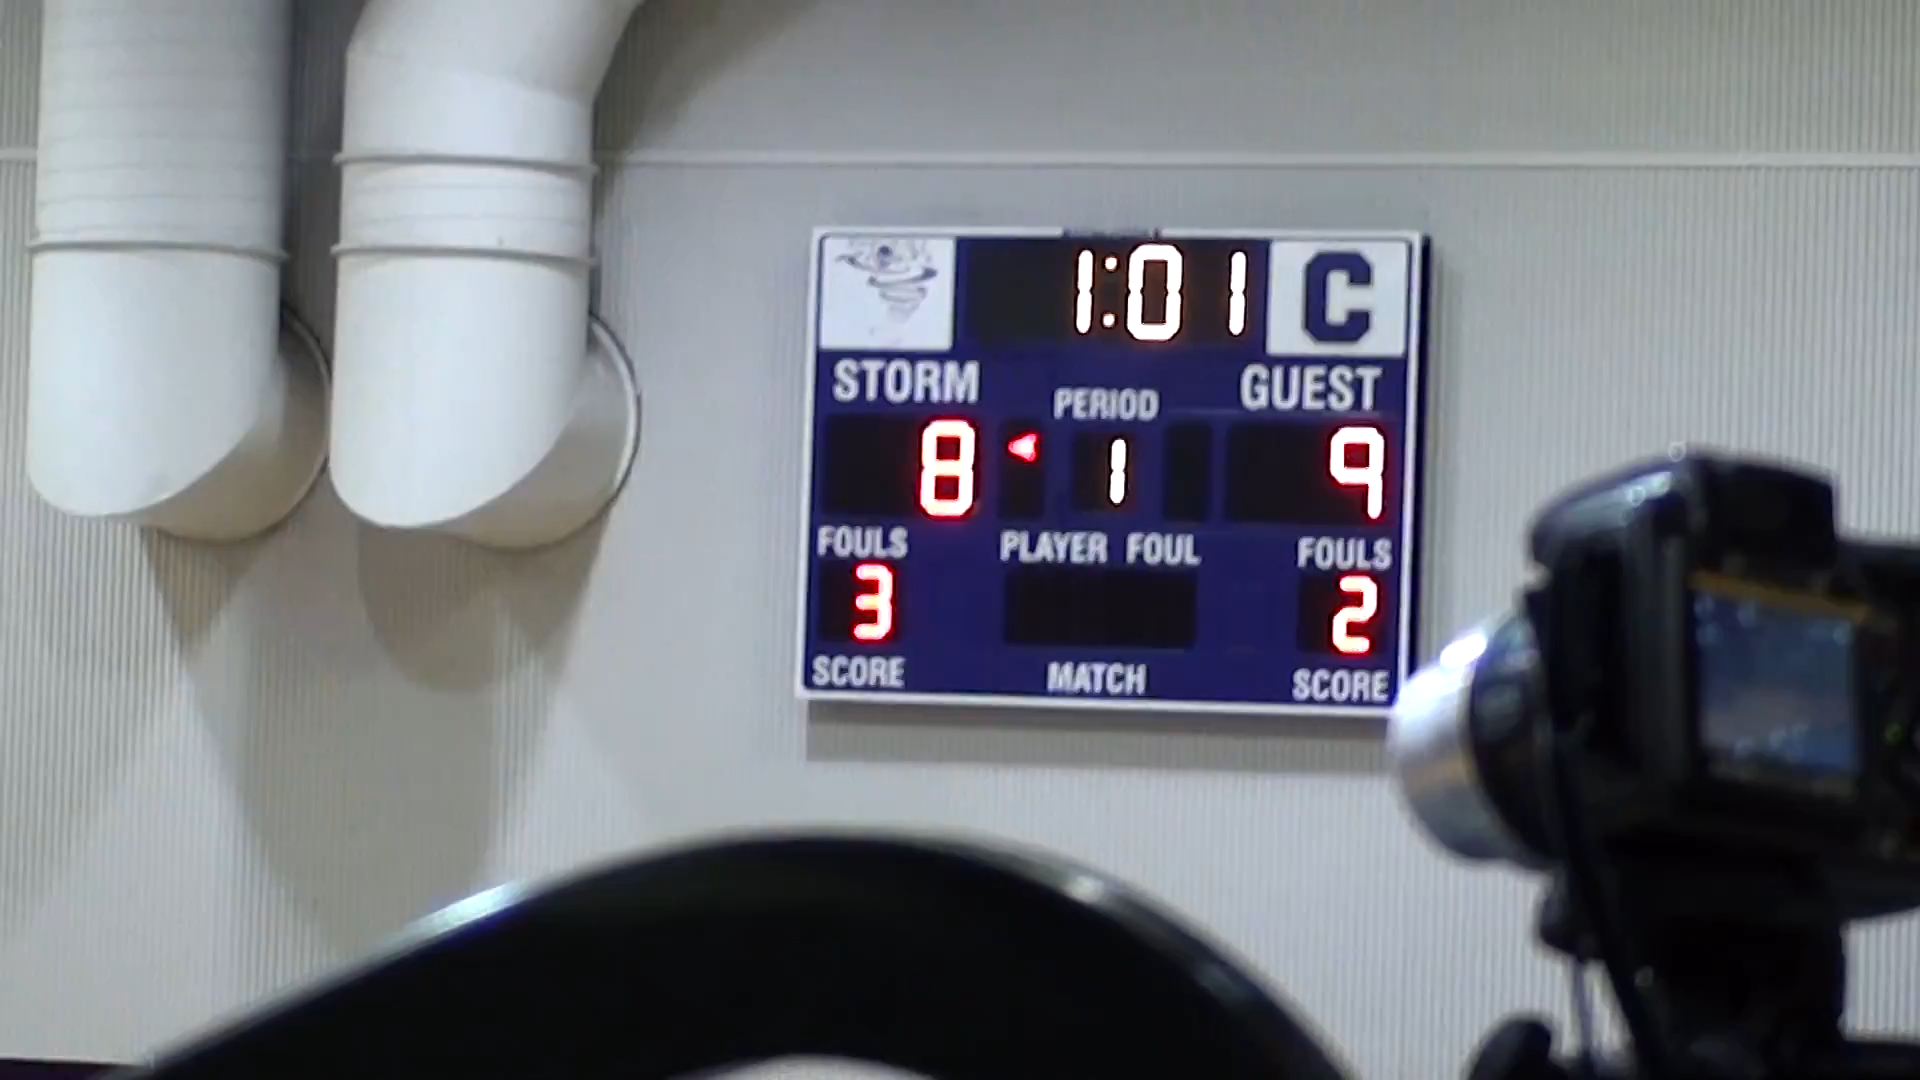 1:01
C
STORM
PERIOD
GUEST
8
1
9
FOULS
PLAYER FOUL
FOULS
3
2
SCORE
MATCH
SCORE